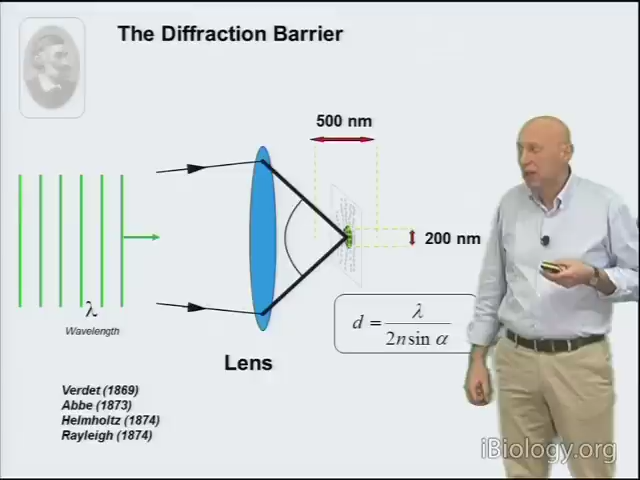 The Diffraction Barrier
500 nm
200 nm
λ
Wavelength
d = λ / 2n sin α
Lens
Verdet (1869)
Abbe (1873)
Helmholtz (1874)
Rayleigh (1874)
iBiology.org